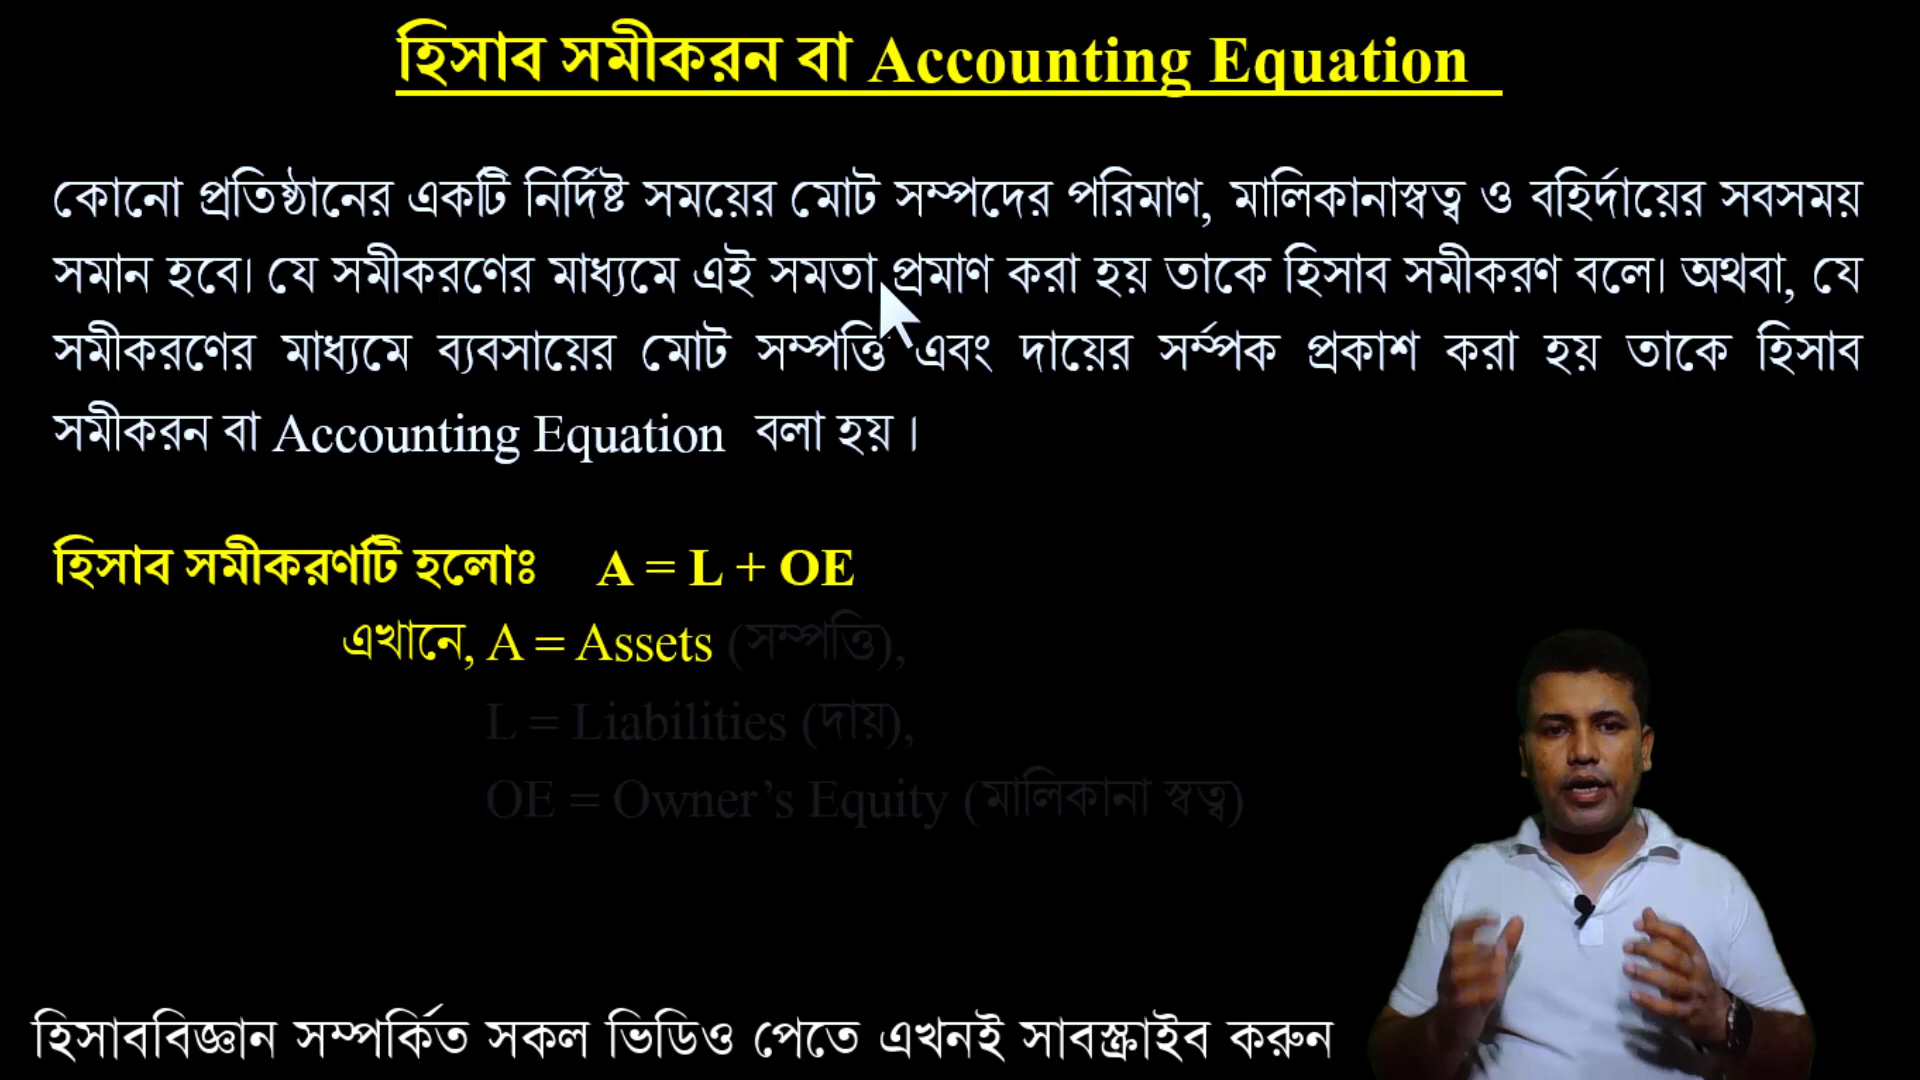 হিসাব সমীকরন বা Accounting Equation
কোনো প্রতিষ্ঠানের একটি নির্দিষ্ট সময়ের মোট সম্পদের পরিমাণ, মালিকানাস্বত্ব ও বহির্দায়ের সবসময়
সমান হবে। যে সমীকরণের মাধ্যমে এই সমতা প্রমাণ করা হয় তাকে হিসাব সমীকরণ বলে। অথবা, যে
সমীকরণের মাধ্যমে ব্যবসায়ের মোট সম্পত্তি এবং দায়ের সর্ম্পক প্রকাশ করা হয় তাকে হিসাব
সমীকরন বা Accounting Equation বলা হয় ।
হিসাব সমীকরণটি হলোঃ A = L + OE
এখানে, A = Assets (সম্পত্তি),
L = Liabilities (দায়),
OE = Owner’s Equity (মালিকানা স্বত্ব)
হিসাববিজ্ঞান সম্পর্কিত সকল ভিডিও পেতে এখনই সাবস্ক্রাইব করুন